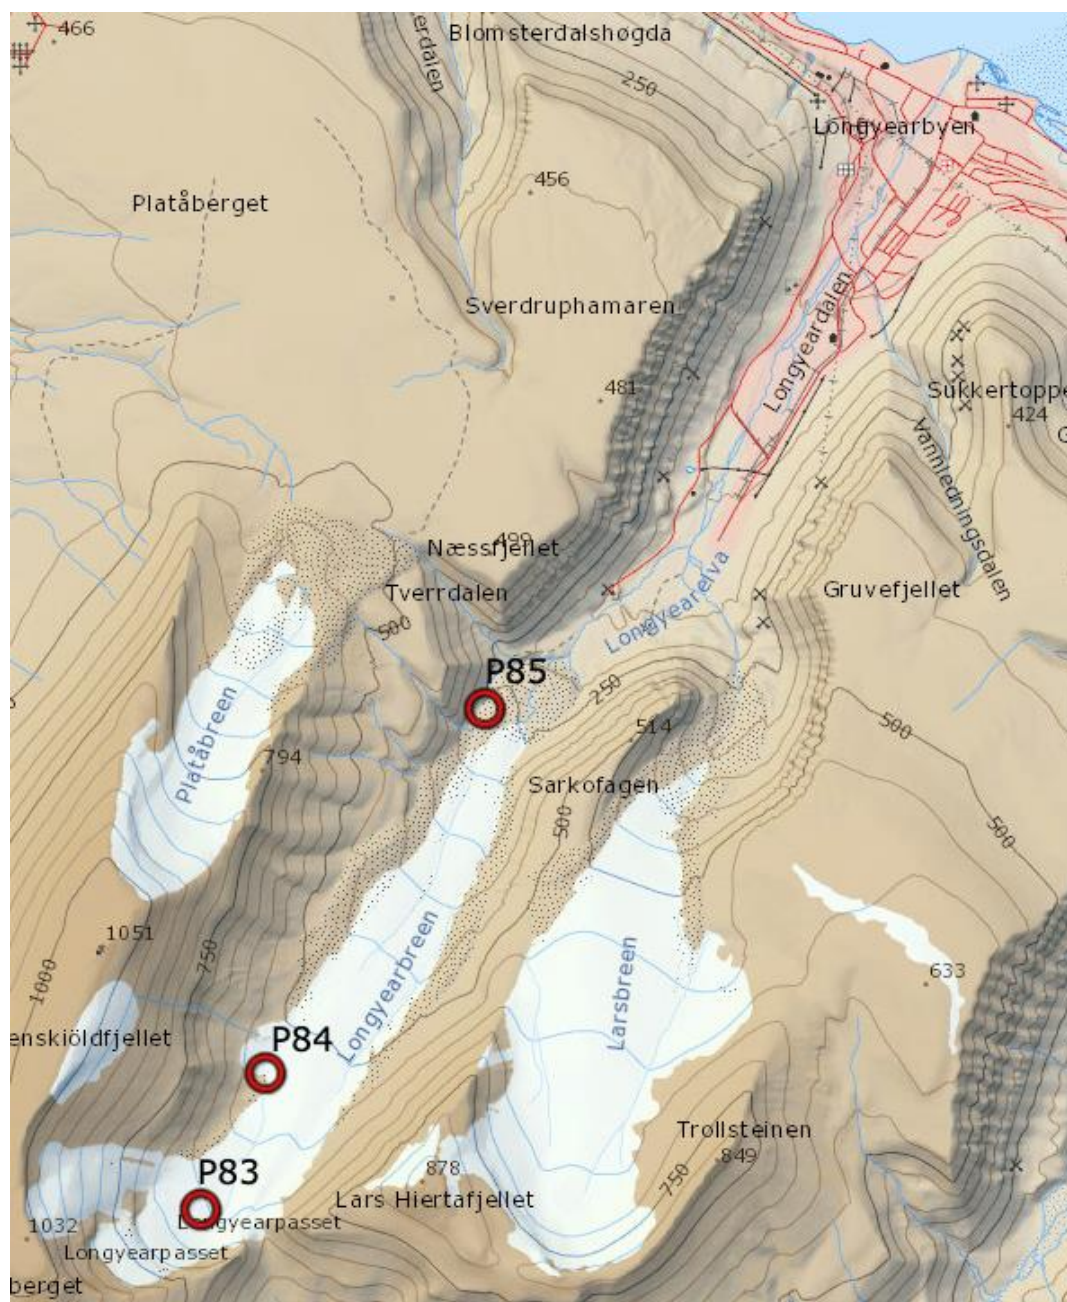 466
erdalen
Blomsterdalshøgda
250
Longyearbyen
456
Platåberget
Sverdruphamaren
Longyeardalen
481
Sukkertoppe
424
G
Vannledningsdalen
499
Næssfjellet
Tverrdalen
Gruvefjellet
500
Longyearelva
P85
250
514
500
Platåbreen
794
Sarkofagen
500
500
1051
750
1000
Longyearbreen
Larsbreen
633
enskiöldfjellet
P84
Trollsteinen
849
750
P83
878
Lars Hiertafjellet
Longyearpasset
1032
Longyearpasset
berget